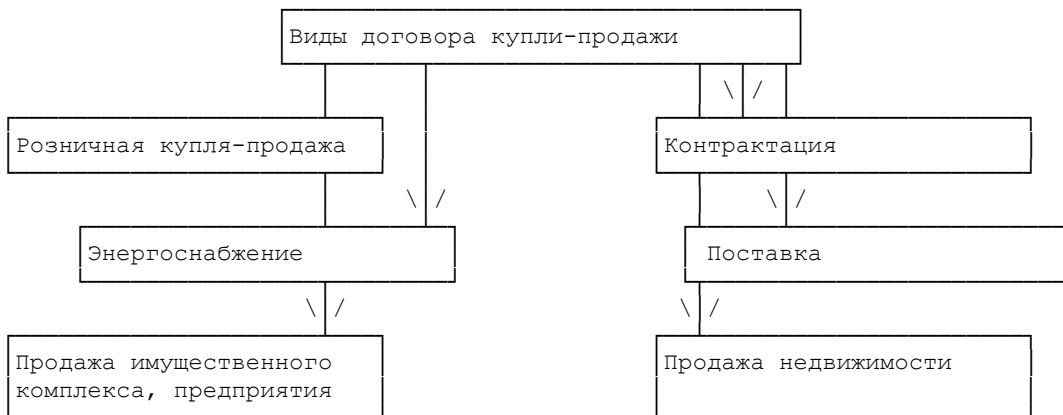 Виды договора купли-продажи
Розничная купля-продажа
Контрактация
Энергоснабжение
Поставка
Продажа имущественного
комплекса, предприятия
Продажа недвижимости